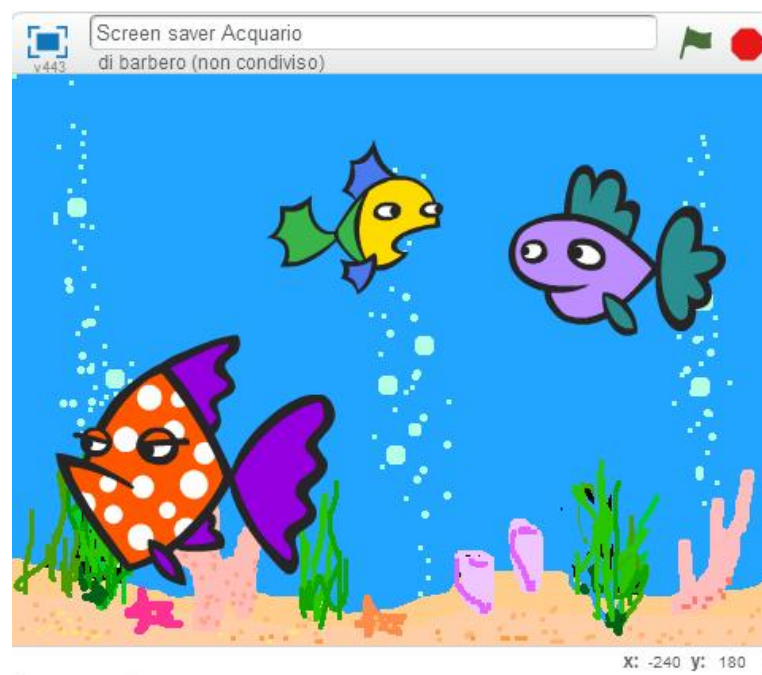 Screen saver Acquario
v443
di barbero (non condiviso)
x: -240 y: 180